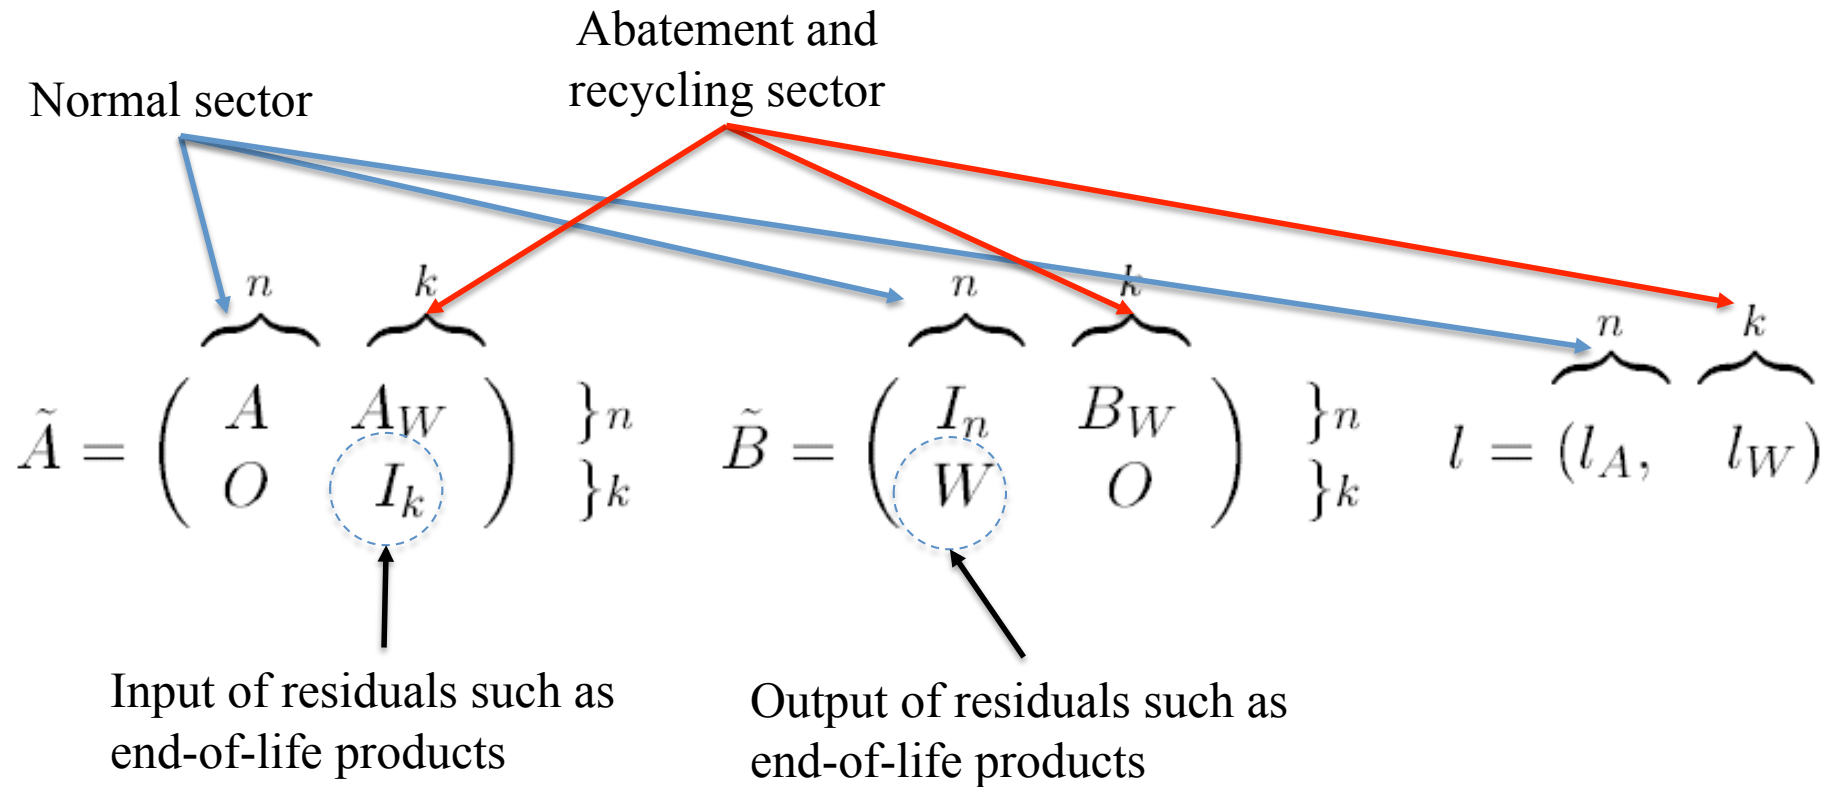 Abatement and
recycling sector
Normal sector
n k n k n k
Ã = ( A A_W ) }n B̃ = ( I_n B_W ) }n l = (l_A, l_W)
( O I_k ) }k ( W O ) }k
Input of residuals such as
end-of-life products
Output of residuals such as
end-of-life products